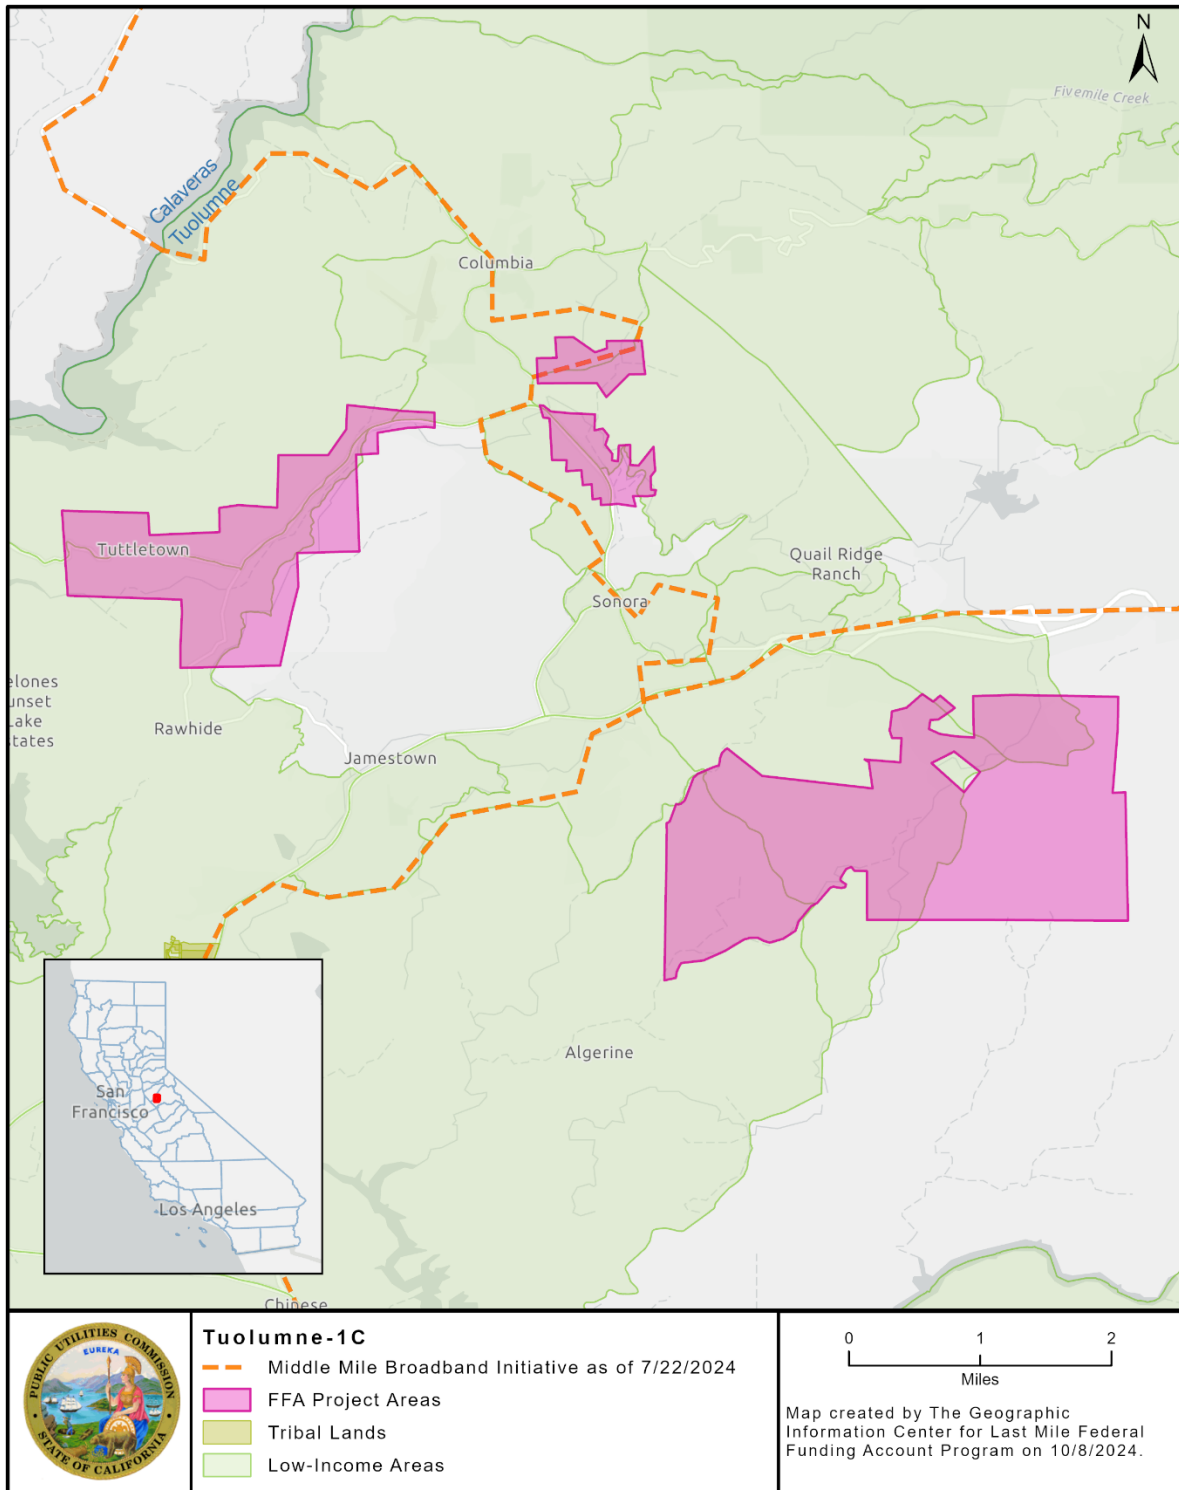 N
Fivemile Creek
Calaveras
Tuolumne
Columbia
Tuttletown
Quail Ridge
Ranch
Sonora
elones
unset
Lake
states
Rawhide
Jamestown
Algerine
San
Francisco
Los Angeles
Chinese
PUBLIC UTILITIES COMMISSION
EUREKA
STATE OF CALIFORNIA
Tuolumne-1C
Middle Mile Broadband Initiative as of 7/22/2024
FFA Project Areas
Tribal Lands
Low-Income Areas
0 1 2
Miles
Map created by The Geographic
Information Center for Last Mile Federal
Funding Account Program on 10/8/2024.